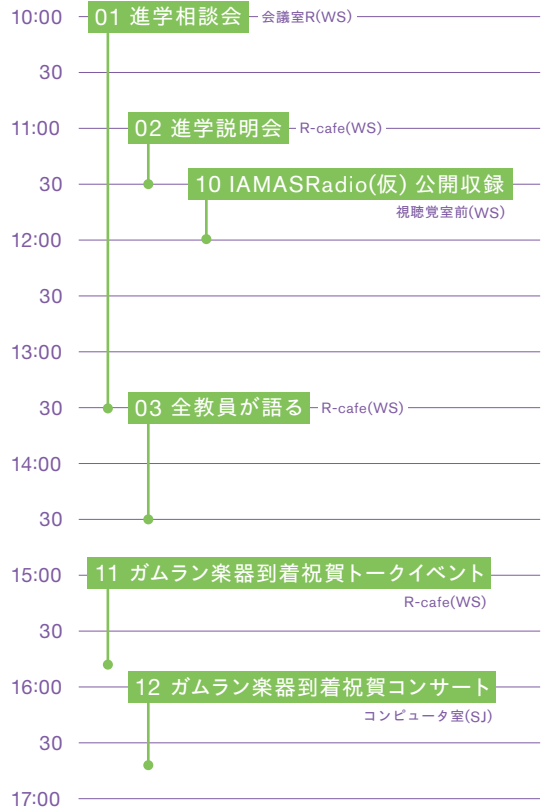 10:00 01 進学相談会 会議室R(WS)
30
11:00 02 進学説明会 R-cafe(WS)
30 10 IAMASRadio(仮) 公開収録
視聴覚室前(WS)
12:00
30
13:00
30 03 全教員が語る R-cafe(WS)
14:00
30
15:00 11 ガムラン楽器到着祝賀トークイベント
R-cafe(WS)
30
16:00 12 ガムラン楽器到着祝賀コンサート
コンピュータ室(SJ)
30
17:00